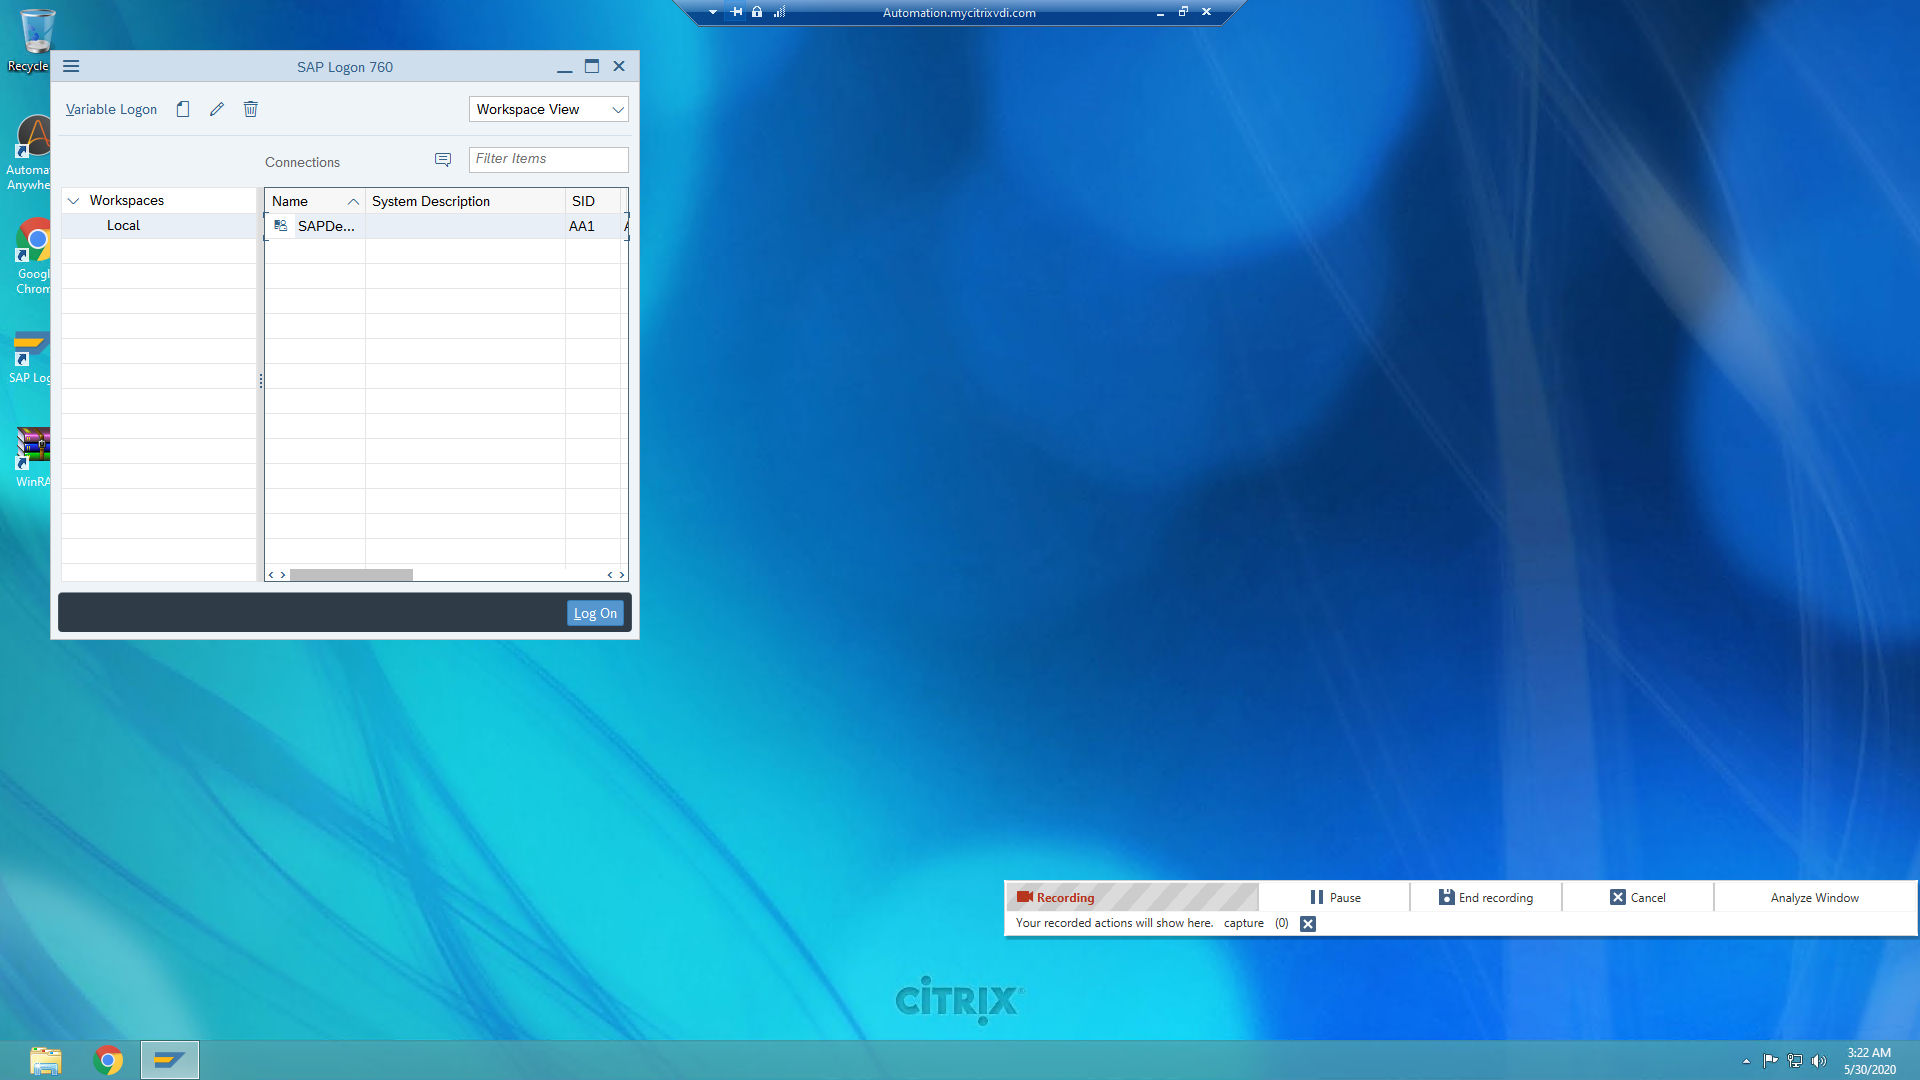 Automation.mycitrixvdi.com
Recycle
SAP Logon 760
Variable Logon
Workspace View
Connections
Filter Items
Workspaces
Name
System Description
SID
Local
SAPDe...
AA1
Automa
Anywhe
Googl
Chrom
SAP Log
WinRA
Log On
Recording
Pause
End recording
Cancel
Analyze Window
Your recorded actions will show here. capture (0)
CİTRİX
3:22 AM
5/30/2020